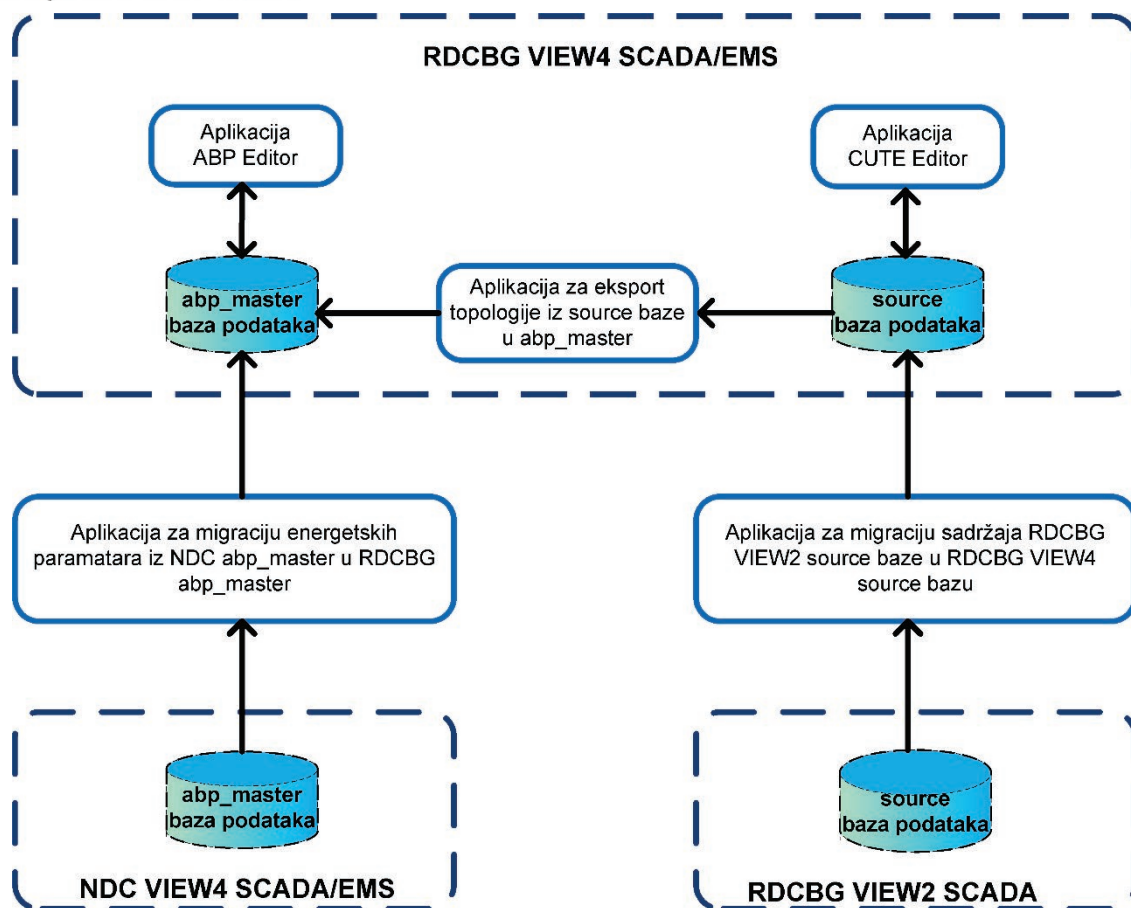 RDCBG VIEW4 SCADA/EMS
Aplikacija
ABP Editor
Aplikacija
CUTE Editor
abp_master
baza podataka
Aplikacija za eksport
topologije iz source baze
u abp_master
source
baza podataka
Aplikacija za migraciju energetskih
paramatara iz NDC abp_master u RDCBG
abp_master
Aplikacija za migraciju sadržaja RDCBG
VIEW2 source baze u RDCBG VIEW4
source bazu
abp_master
baza podataka
source
baza podataka
NDC VIEW4 SCADA/EMS
RDCBG VIEW2 SCADA